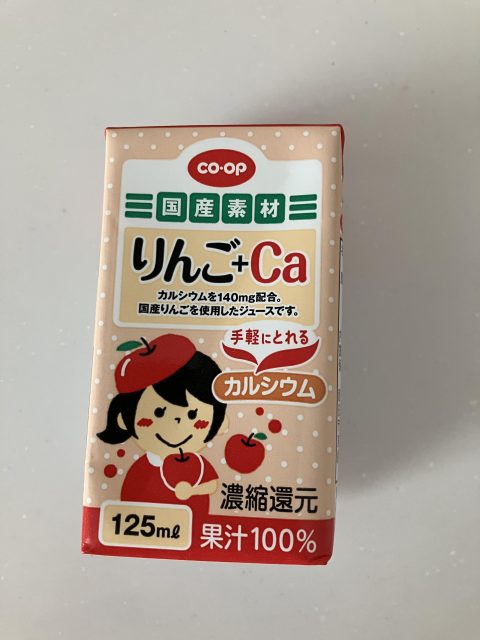 CO・OP
国産素材
りんご+Ca
カルシウムを140mg配合。
国産りんごを使用したジュースです。
手軽にとれる
カルシウム
濃縮還元
125ml
果汁100%